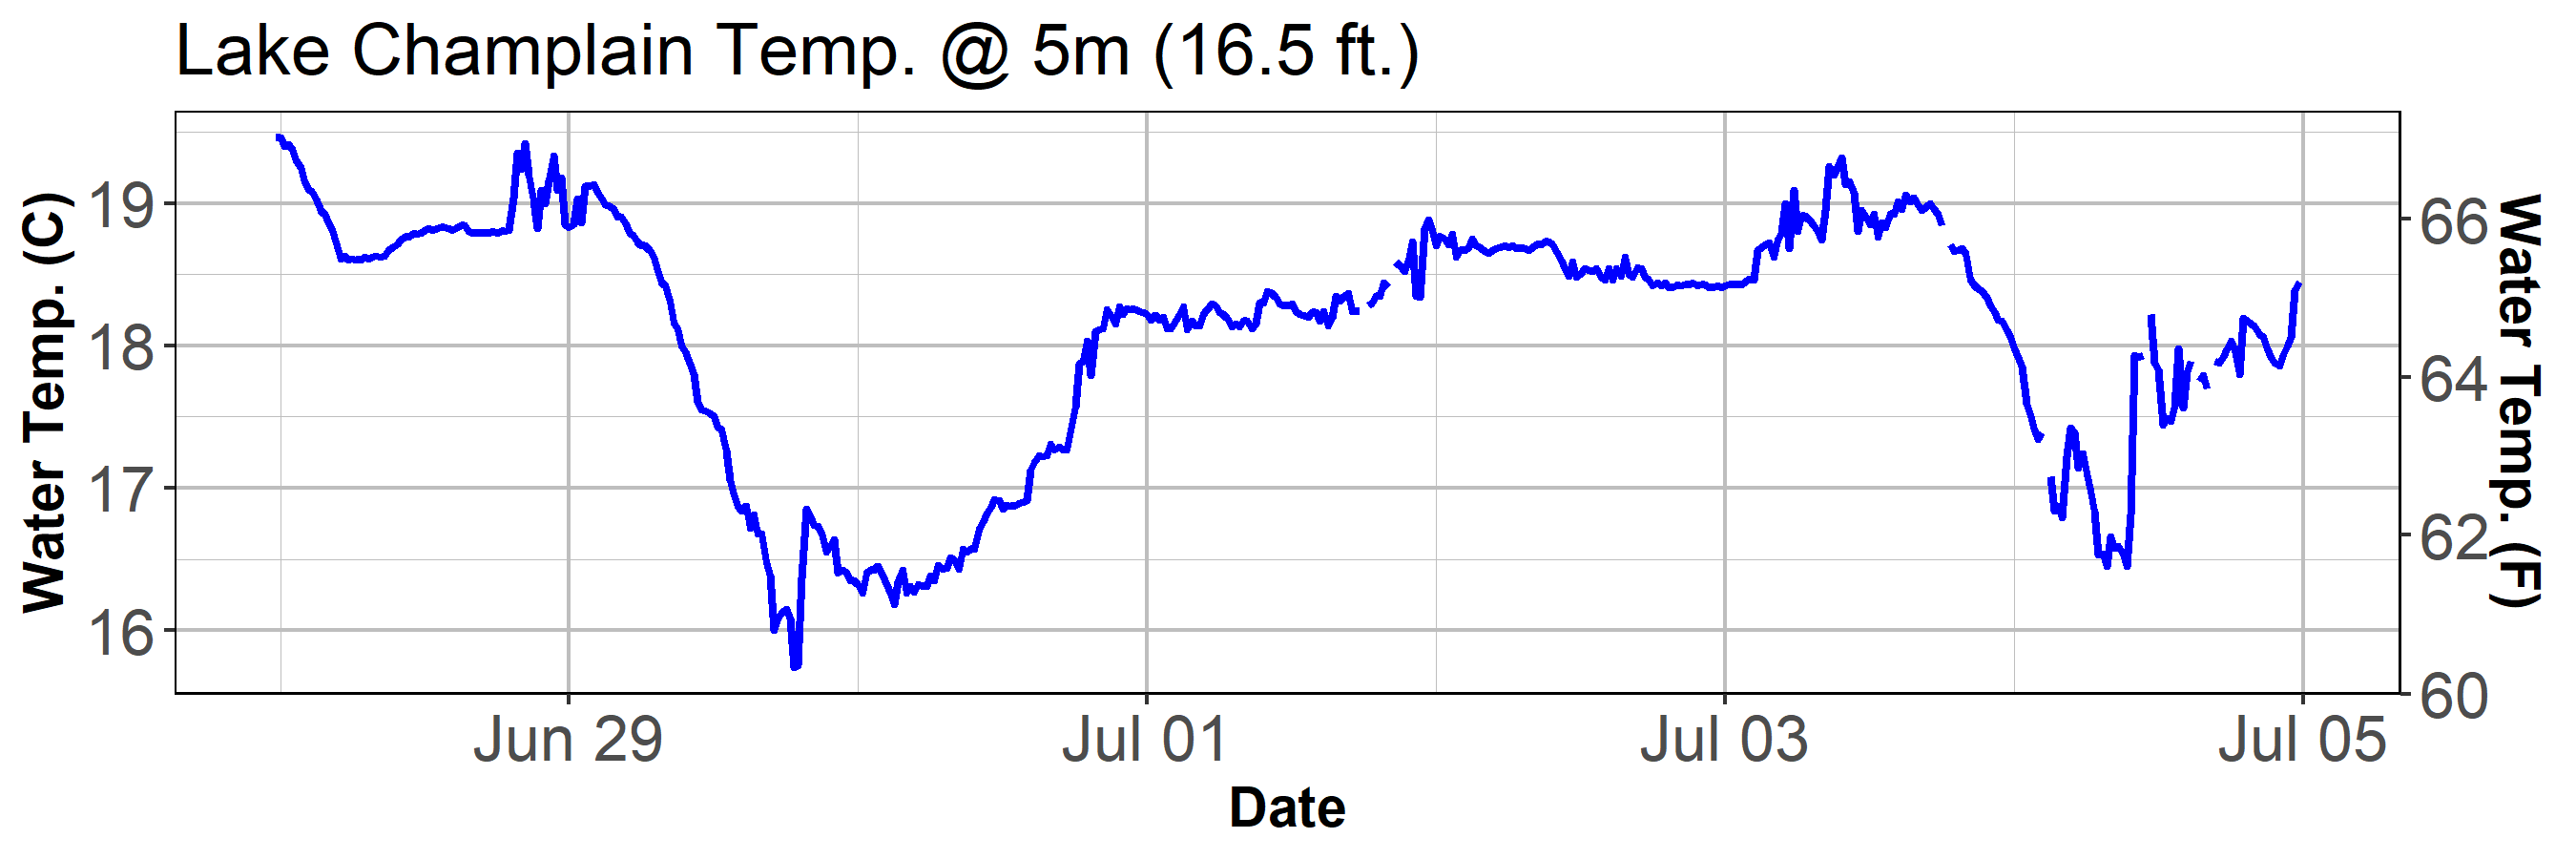 Lake Champlain Temp. @ 5m (16.5 ft.)
Water Temp. (C)
19
18
17
16
66
64
62
60
Water Temp. (F)
Jun 29
Jul 01
Jul 03
Jul 05
Date